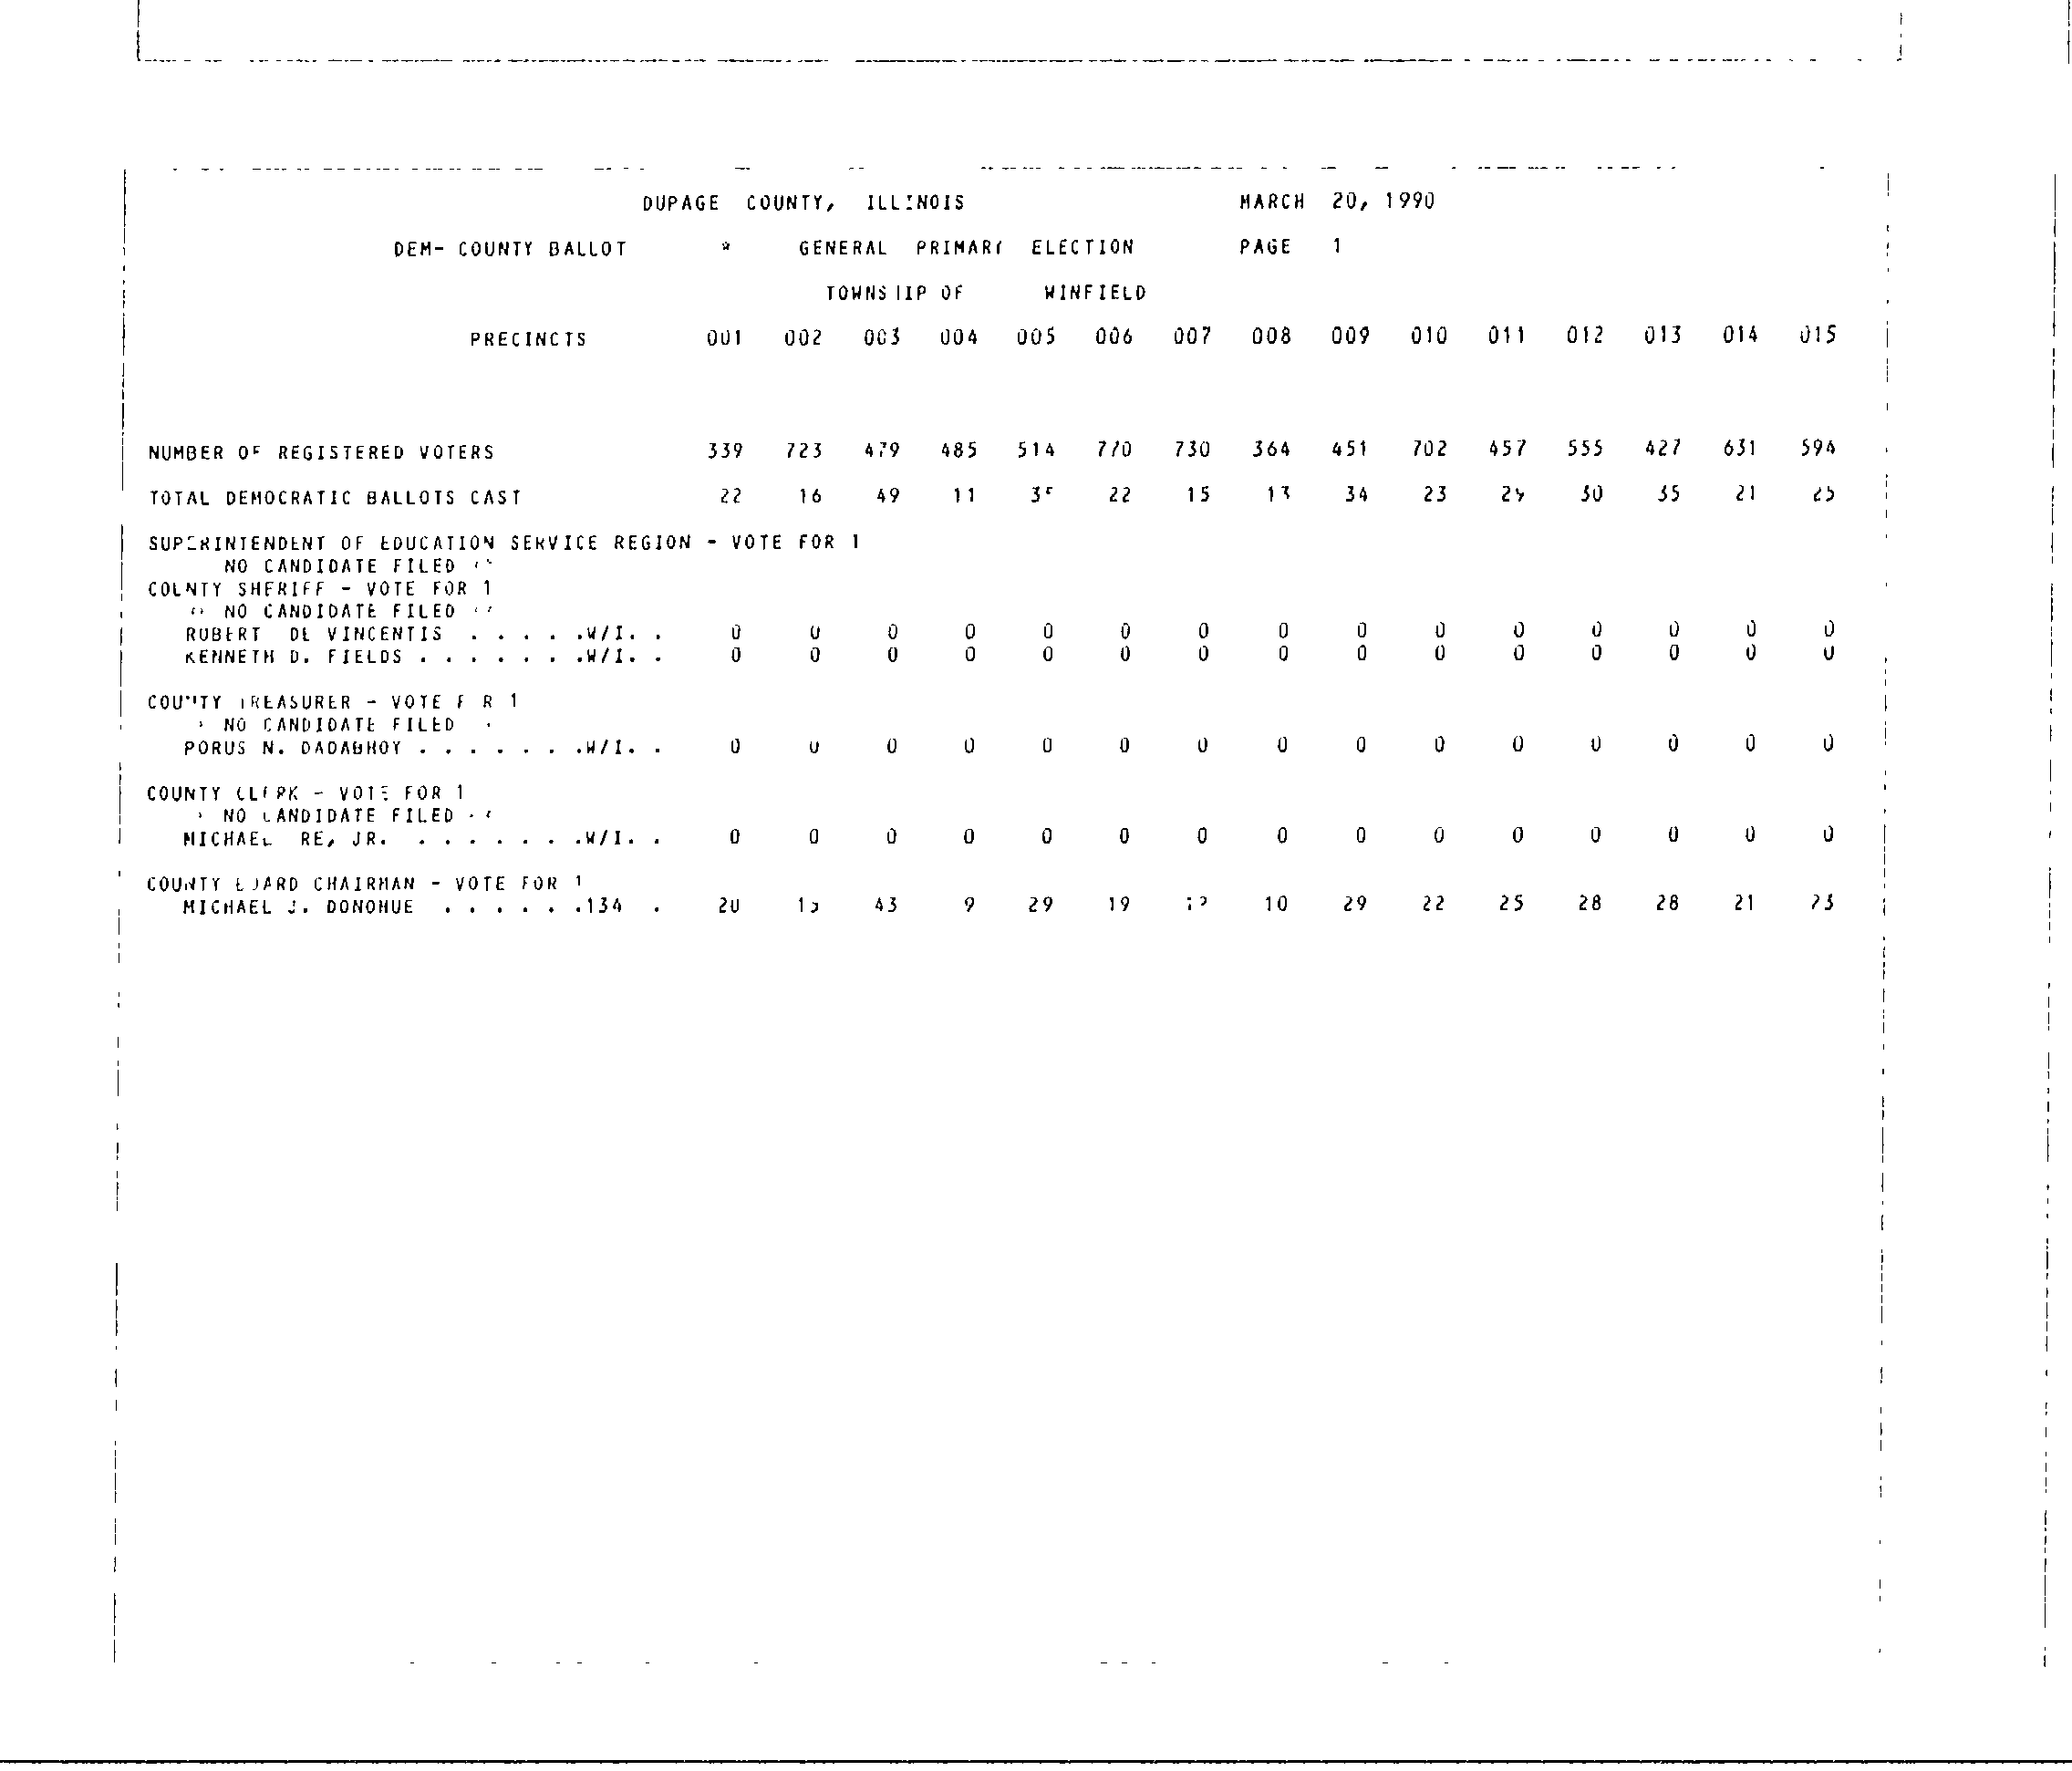 DUPAGE COUNTY, ILLINOIS MARCH 20, 1990
DEM- COUNTY BALLOT * GENERAL PRIMARY ELECTION PAGE 1
TOWNSHIP OF WINFIELD
PRECINCTS 001 002 003 004 005 006 007 008 009 010 011 012 013 014 015
NUMBER OF REGISTERED VOTERS 339 723 479 485 514 770 730 364 451 702 457 555 427 631 594
TOTAL DEMOCRATIC BALLOTS CAST 22 16 49 11 22 15 13 34 23 29 30 35 21 25
SUPERINTENDENT OF EDUCATION SERVICE REGION - VOTE FOR 1
NO CANDIDATE FILED
COUNTY SHERIFF - VOTE FOR 1
NO CANDIDATE FILED
ROBERT DE VINCENTIS . . . . .W/I. . 0 0 0 0 0 0 0 0 0 0 0 0 0 0 0
KENNETH D. FIELDS . . . . . . .W/I. . 0 0 0 0 0 0 0 0 0 0 0 0 0 0 0
COUNTY TREASURER - VOTE FOR 1
NO CANDIDATE FILED
PORUS N. DADABHOY . . . . . . .W/I. . 0 0 0 0 0 0 0 0 0 0 0 0 0 0 0
COUNTY CLERK - VOTE FOR 1
NO CANDIDATE FILED
MICHAEL RE, JR. . . . . . . .W/I. . 0 0 0 0 0 0 0 0 0 0 0 0 0 0 0
COUNTY BOARD CHAIRMAN - VOTE FOR 1
MICHAEL J. DONOHUE . . . . . .134 . 20 15 43 9 29 19 12 10 29 22 25 28 28 21 23